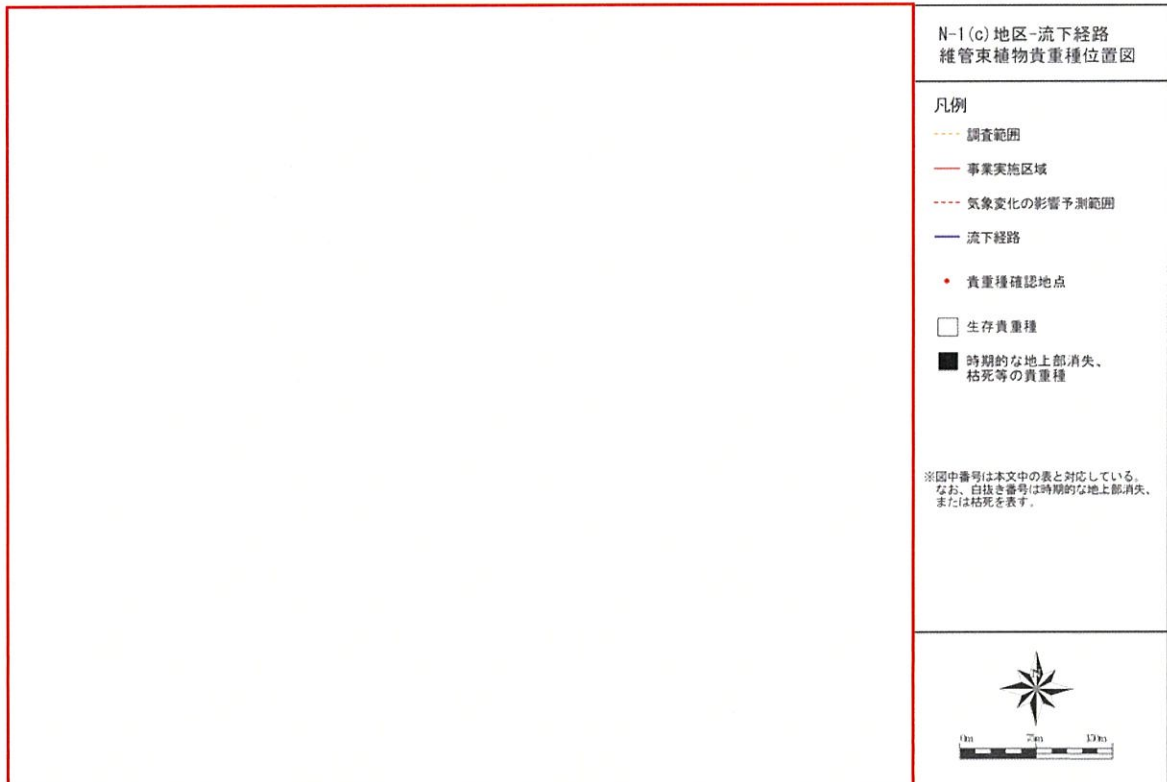 N-1(c)地区-流下経路
維管束植物貴重種位置図
凡例
調査範囲
事業実施区域
気象変化の影響予測範囲
流下経路
貴重種確認地点
生存貴重種
時期的な地上部消失、
枯死等の貴重種
※図中番号は本文中の表と対応している。
なお、白抜き番号は時期的な地上部消失、
または枯死を表す。
N
0m 75m 150m